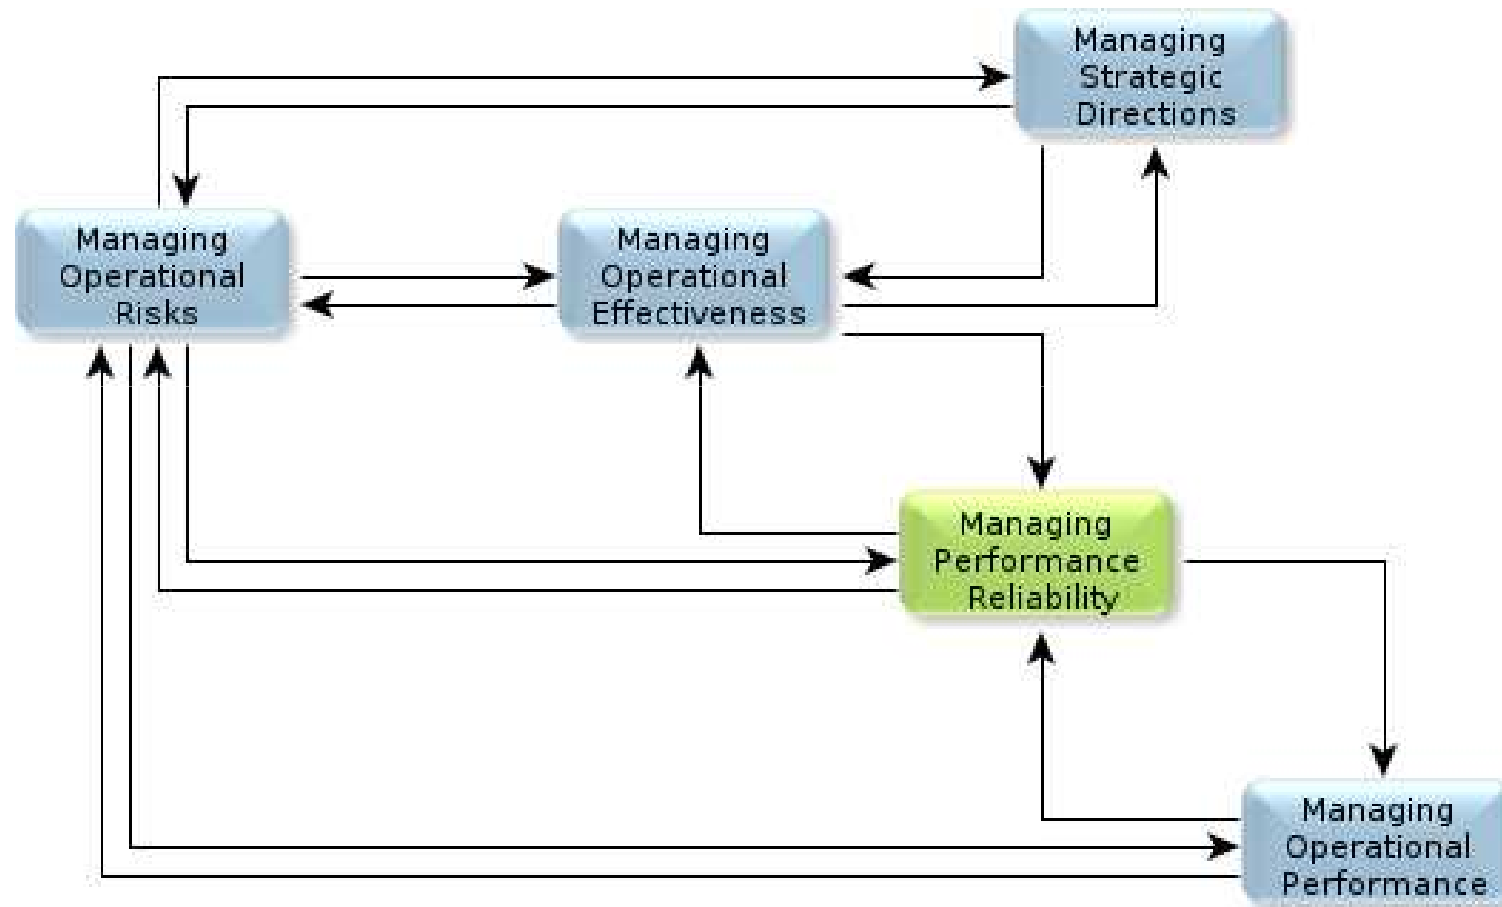 Managing
Strategic
Directions
Managing
Operational
Risks
Managing
Operational
Effectiveness
Managing
Performance
Reliability
Managing
Operational
Performance